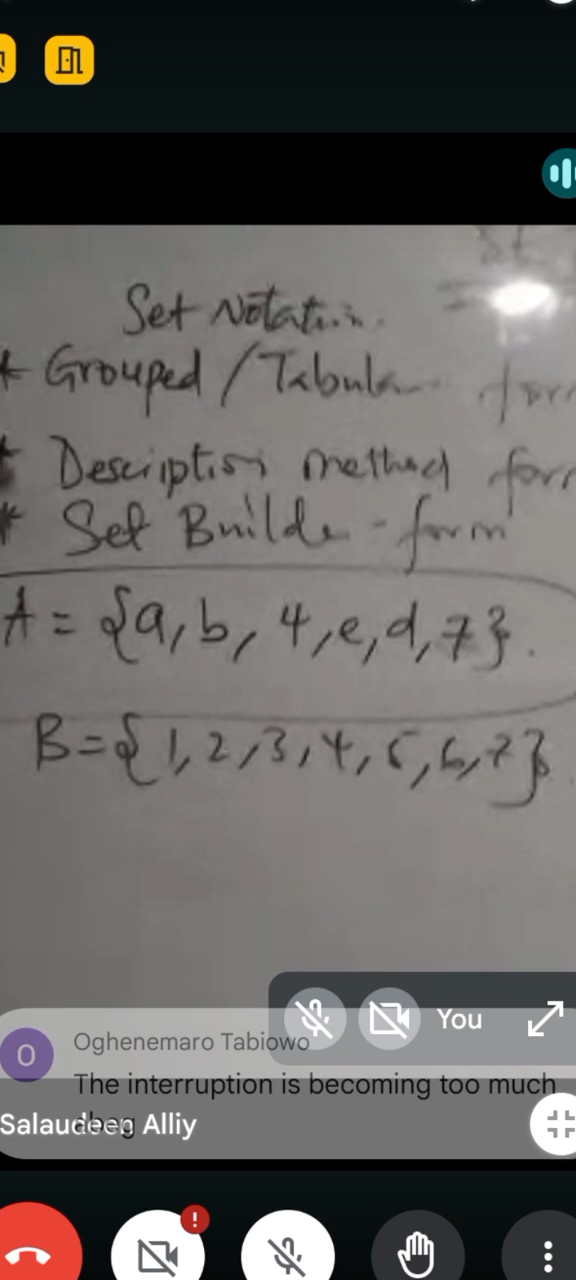 Set Notation.
* Grouped / Tabular form
* Description method form
* Set Builder - form
A = {a, b, 4, e, d, 7}.
B = {1, 2, 3, 4, 5, 6, 7}
You
O
Oghenemaro Tabiowo
The interruption is becoming too much
Salaudeen Alliy
!